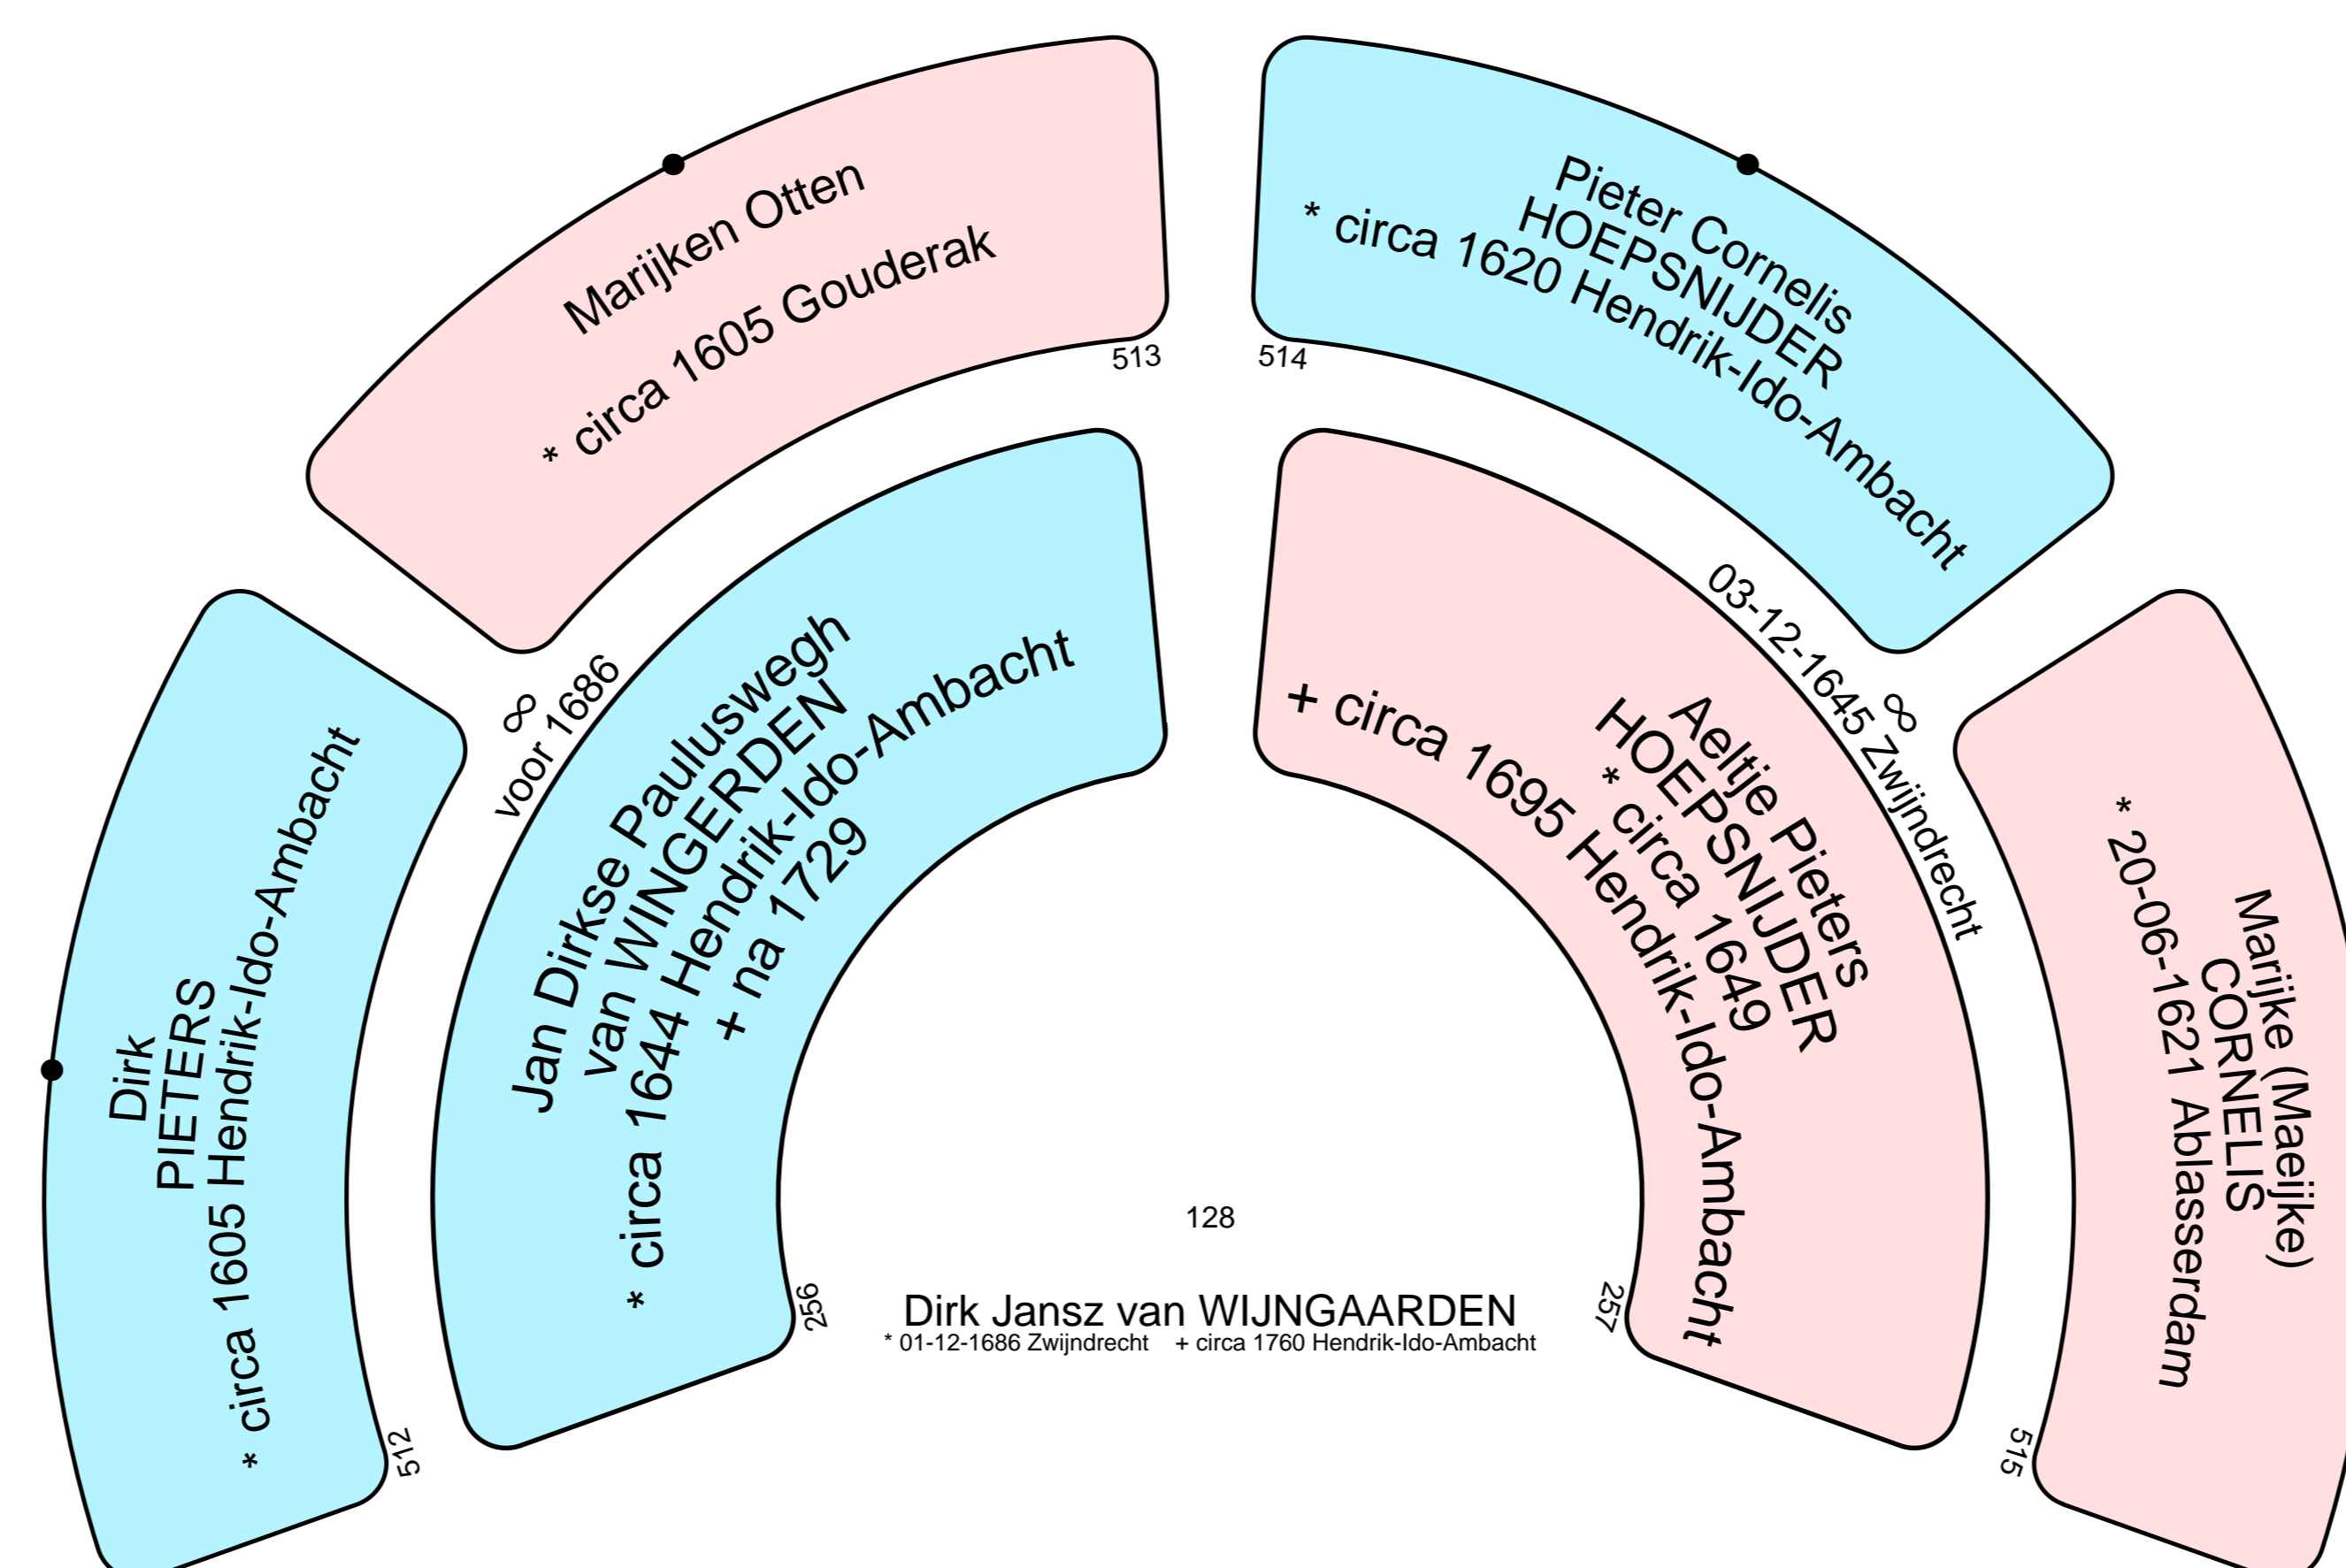 Marijken Otten
* circa 1605 Gouderak
513
Pieter Cornelis
HOEPSNIJDER
* circa 1620 Hendrik-Ido-Ambacht
514
Dirk
PIETERS
* circa 1605 Hendrik-Ido-Ambacht
512
∞
voor 1686
Jan Dirkse Pauluswegh
van WINGERDEN
* circa 1644 Hendrik-Ido-Ambacht
+ na 1729
256
Aeltje Pieters
HOEPSNIJDER
* circa 1649
+ circa 1695 Hendrik-Ido-Ambacht
257
∞
03-12-1645 Zwijndrecht
Marijke (Maeijke)
CORNELIS
* 20-06-1621 Ablasserdam
515
128
Dirk Jansz van WIJNGAARDEN
* 01-12-1686 Zwijndrecht + circa 1760 Hendrik-Ido-Ambacht